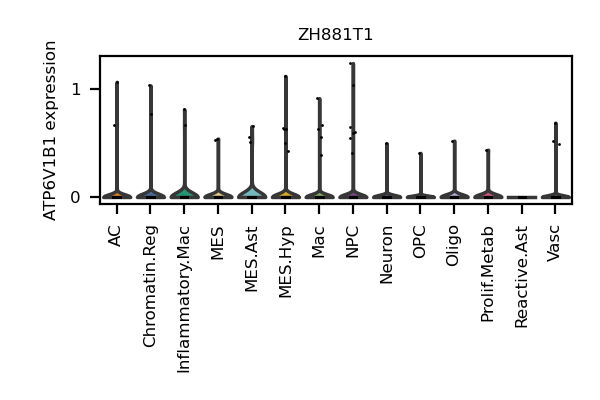 ZH881T1
ATP6V1B1 expression
1
0
AC
Chromatin.Reg
Inflammatory.Mac
MES
MES.Ast
MES.Hyp
Mac
NPC
Neuron
OPC
Oligo
Prolif.Metab
Reactive.Ast
Vasc